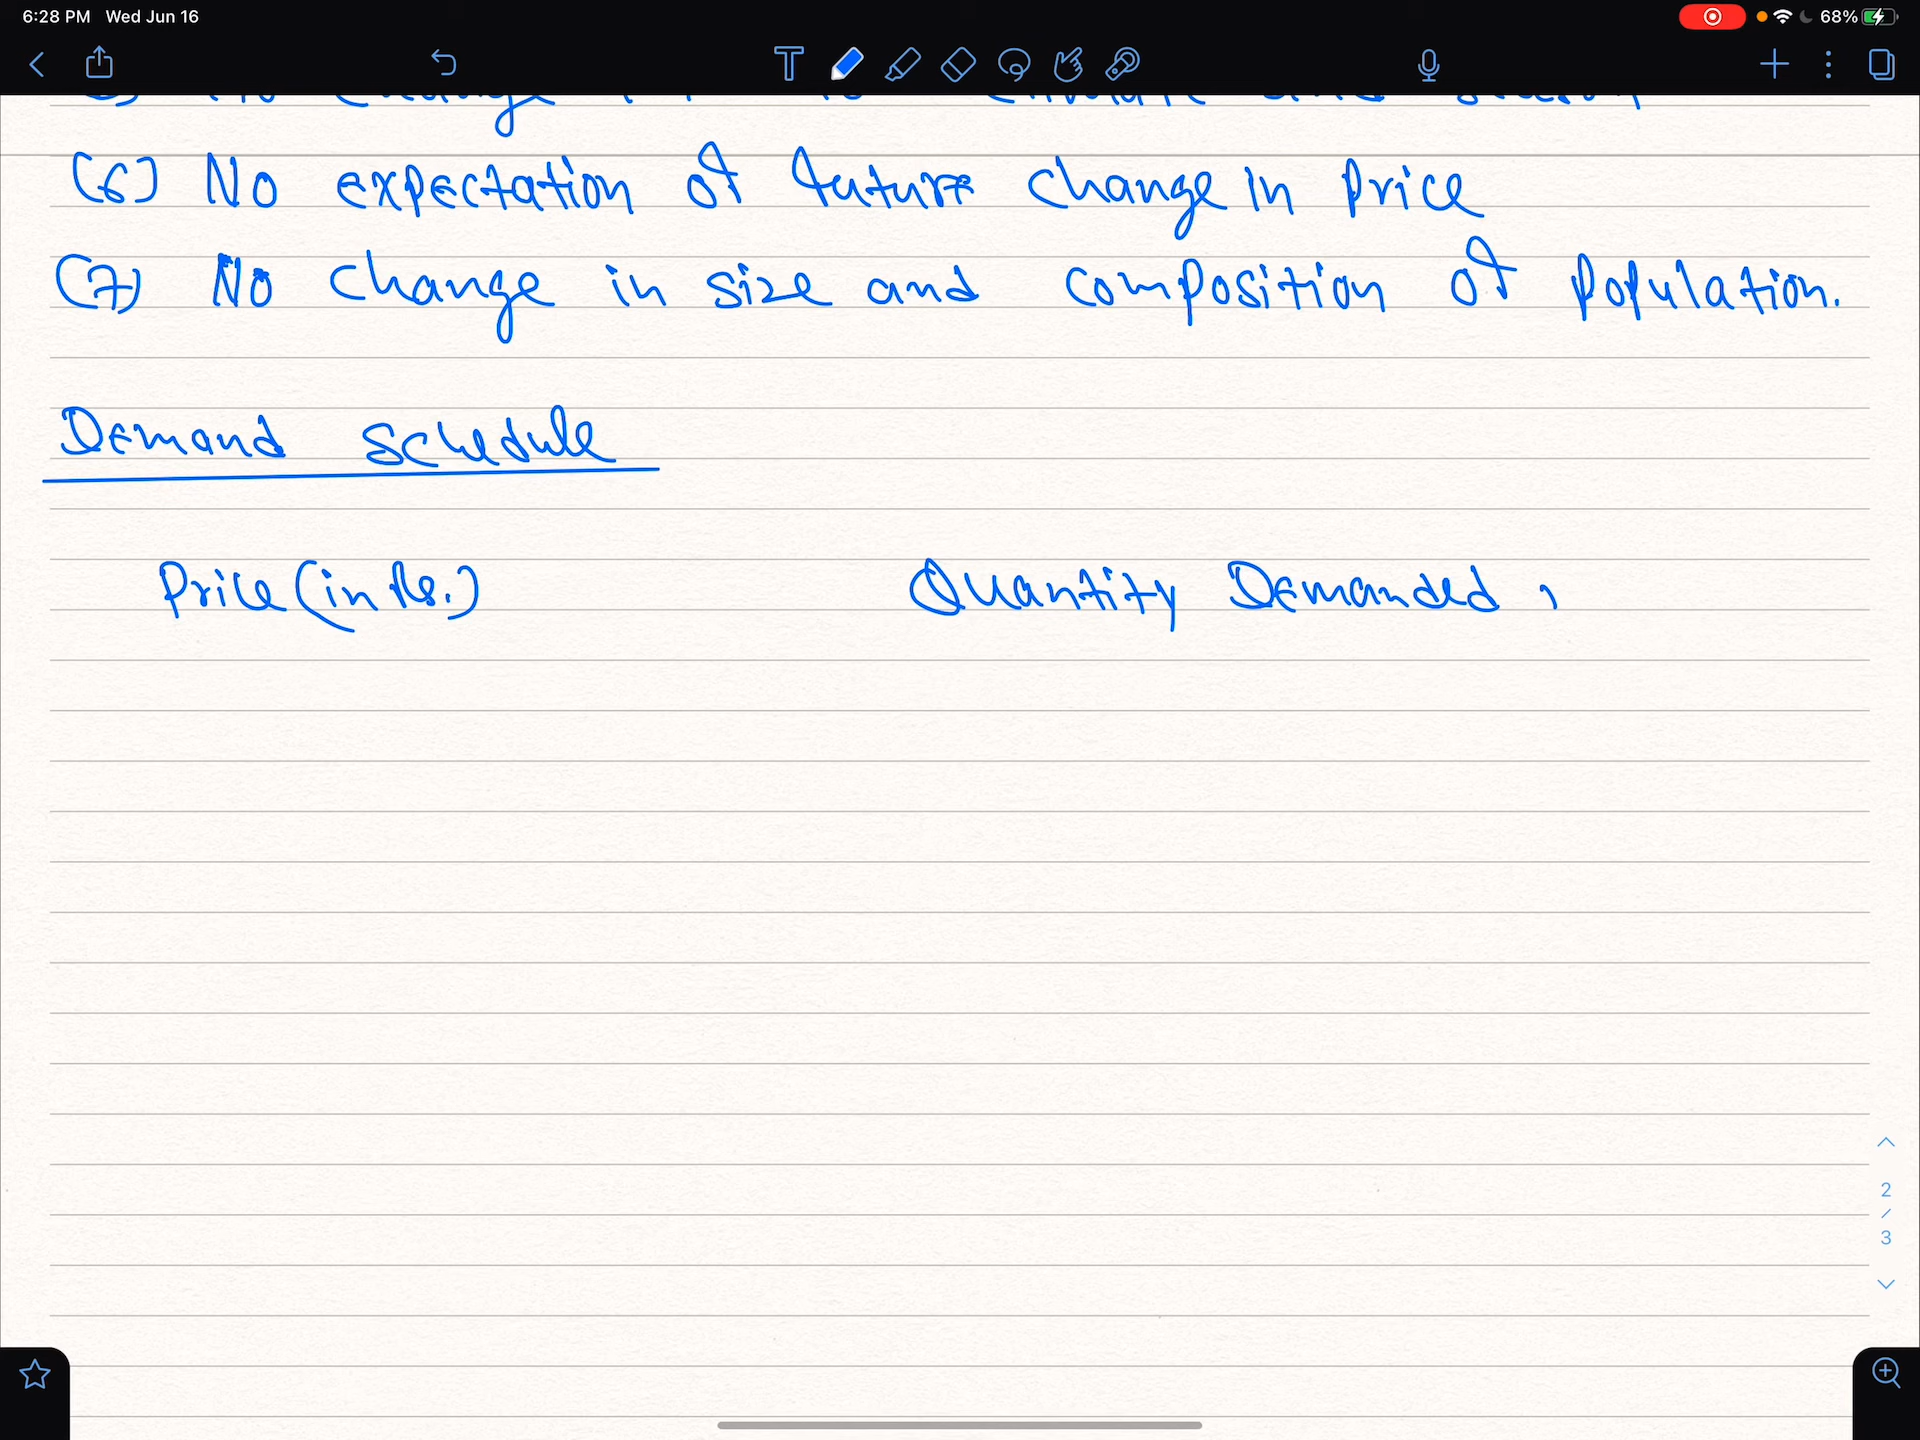 6:28 PM Wed Jun 16
68%
(6) No expectation of future change in price
(7) No change in size and composition of population.
Demand Schedule
Price (in Rs.) Quantity Demanded
2
/
3